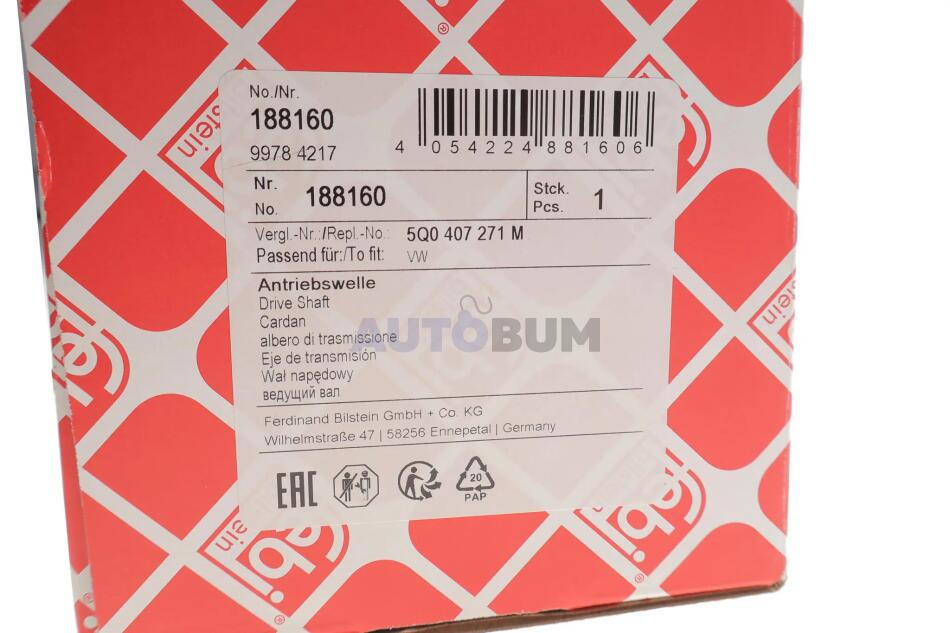 No./Nr.
188160
9978 4217
4 054224 881606
Nr.
No. 188160
Stck.
Pcs. 1
Vergl.-Nr.:/Repl.-No.: 5Q0 407 271 M
Passend für:/To fit: VW
Antriebswelle
Drive Shaft
Cardan
albero di trasmissione
Eje de transmisión
Wał napędowy
ведущий вал
AUTOBUM
Ferdinand Bilstein GmbH + Co. KG
Wilhelmstraße 47 | 58256 Ennepetal | Germany
EAC
20
PAP
febi
bilstein